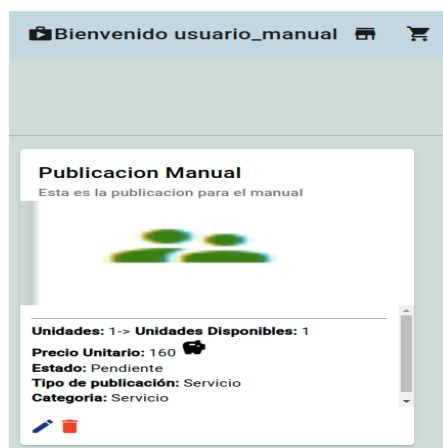 Bienvenido usuario_manual
Publicacion Manual
Esta es la publicacion para el manual
Unidades: 1-> Unidades Disponibles: 1
Precio Unitario: 160
Estado: Pendiente
Tipo de publicación: Servicio
Categoria: Servicio